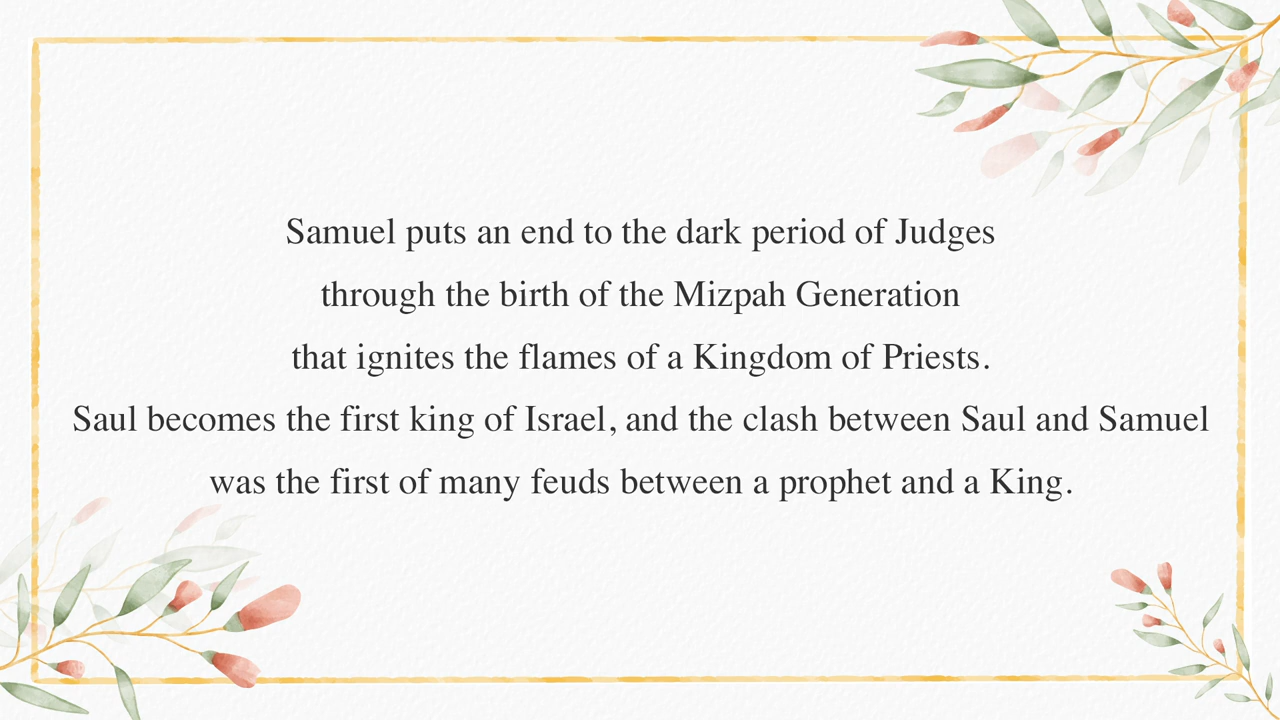 Samuel puts an end to the dark period of Judges
through the birth of the Mizpah Generation
that ignites the flames of a Kingdom of Priests.
Saul becomes the first king of Israel, and the clash between Saul and Samuel
was the first of many feuds between a prophet and a King.